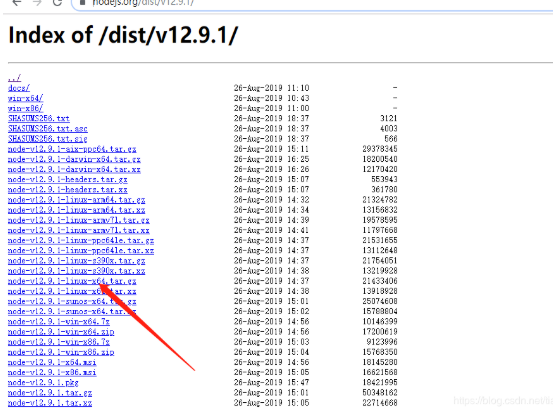 nodejs.org/dist/v12.9.1/
Index of /dist/v12.9.1/
../
docs/ 26-Aug-2019 11:10 -
win-x64/ 26-Aug-2019 10:43 -
win-x86/ 26-Aug-2019 11:00 -
SHASUMS256.txt 26-Aug-2019 18:37 3121
SHASUMS256.txt.asc 26-Aug-2019 18:37 4003
SHASUMS256.txt.sig 26-Aug-2019 18:37 566
node-v12.9.1-aix-ppc64.tar.gz 26-Aug-2019 15:11 29378345
node-v12.9.1-darwin-x64.tar.gz 26-Aug-2019 16:25 18200540
node-v12.9.1-darwin-x64.tar.xz 26-Aug-2019 16:26 12170420
node-v12.9.1-headers.tar.gz 26-Aug-2019 15:07 553943
node-v12.9.1-headers.tar.xz 26-Aug-2019 15:07 361780
node-v12.9.1-linux-arm64.tar.gz 26-Aug-2019 14:32 21324782
node-v12.9.1-linux-arm64.tar.xz 26-Aug-2019 14:34 13156832
node-v12.9.1-linux-armv7l.tar.gz 26-Aug-2019 14:39 19578595
node-v12.9.1-linux-armv7l.tar.xz 26-Aug-2019 14:41 11797668
node-v12.9.1-linux-ppc64le.tar.gz 26-Aug-2019 14:37 21531655
node-v12.9.1-linux-ppc64le.tar.xz 26-Aug-2019 14:37 13112648
node-v12.9.1-linux-s390x.tar.gz 26-Aug-2019 14:37 21754051
node-v12.9.1-linux-s390x.tar.xz 26-Aug-2019 14:38 13219928
node-v12.9.1-linux-x64.tar.gz 26-Aug-2019 14:37 21433406
node-v12.9.1-linux-x64.tar.xz 26-Aug-2019 14:38 13918928
node-v12.9.1-sunos-x64.tar.gz 26-Aug-2019 15:01 25074608
node-v12.9.1-sunos-x64.tar.xz 26-Aug-2019 15:02 15788804
node-v12.9.1-win-x64.7z 26-Aug-2019 14:56 10146399
node-v12.9.1-win-x64.zip 26-Aug-2019 14:56 17200619
node-v12.9.1-win-x86.7z 26-Aug-2019 15:03 9123996
node-v12.9.1-win-x86.zip 26-Aug-2019 15:04 15768350
node-v12.9.1-x64.msi 26-Aug-2019 14:56 18145280
node-v12.9.1-x86.msi 26-Aug-2019 15:05 16621568
node-v12.9.1.pkg 26-Aug-2019 15:47 18421995
node-v12.9.1.tar.gz 26-Aug-2019 15:01 50348162
node-v12.9.1.tar.xz 26-Aug-2019 15:05 22714668